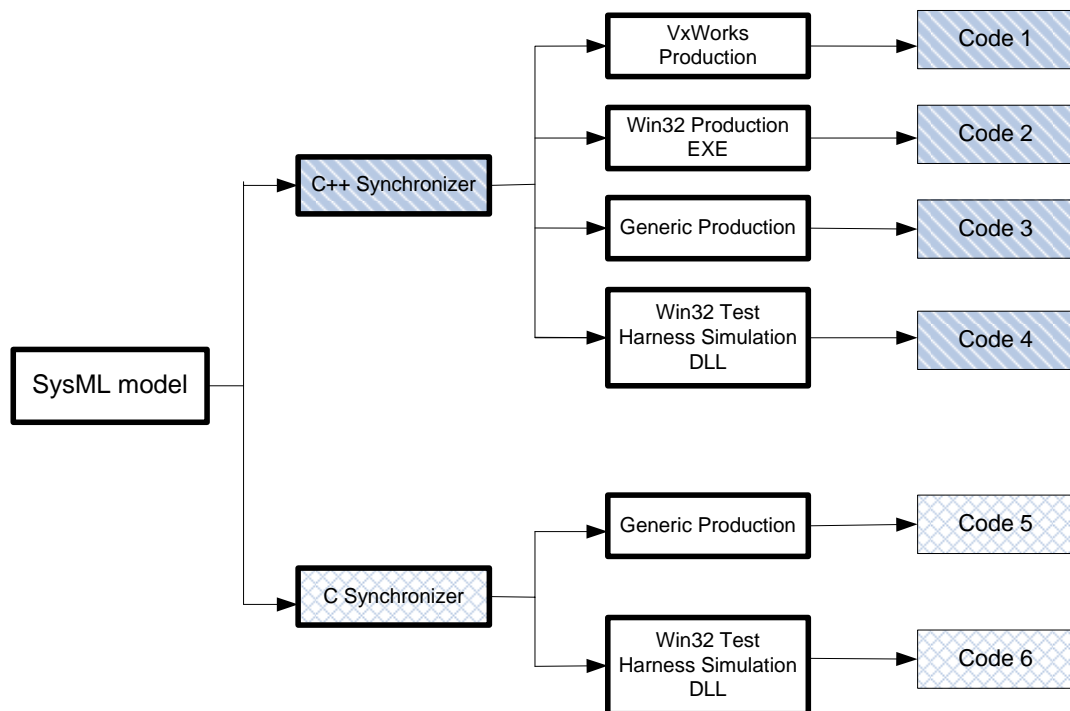 VxWorks
Production
Code 1
Win32 Production
EXE
Code 2
C++ Synchronizer
Generic Production
Code 3
Win32 Test
Harness Simulation
DLL
Code 4
SysML model
Generic Production
Code 5
C Synchronizer
Win32 Test
Harness Simulation
DLL
Code 6